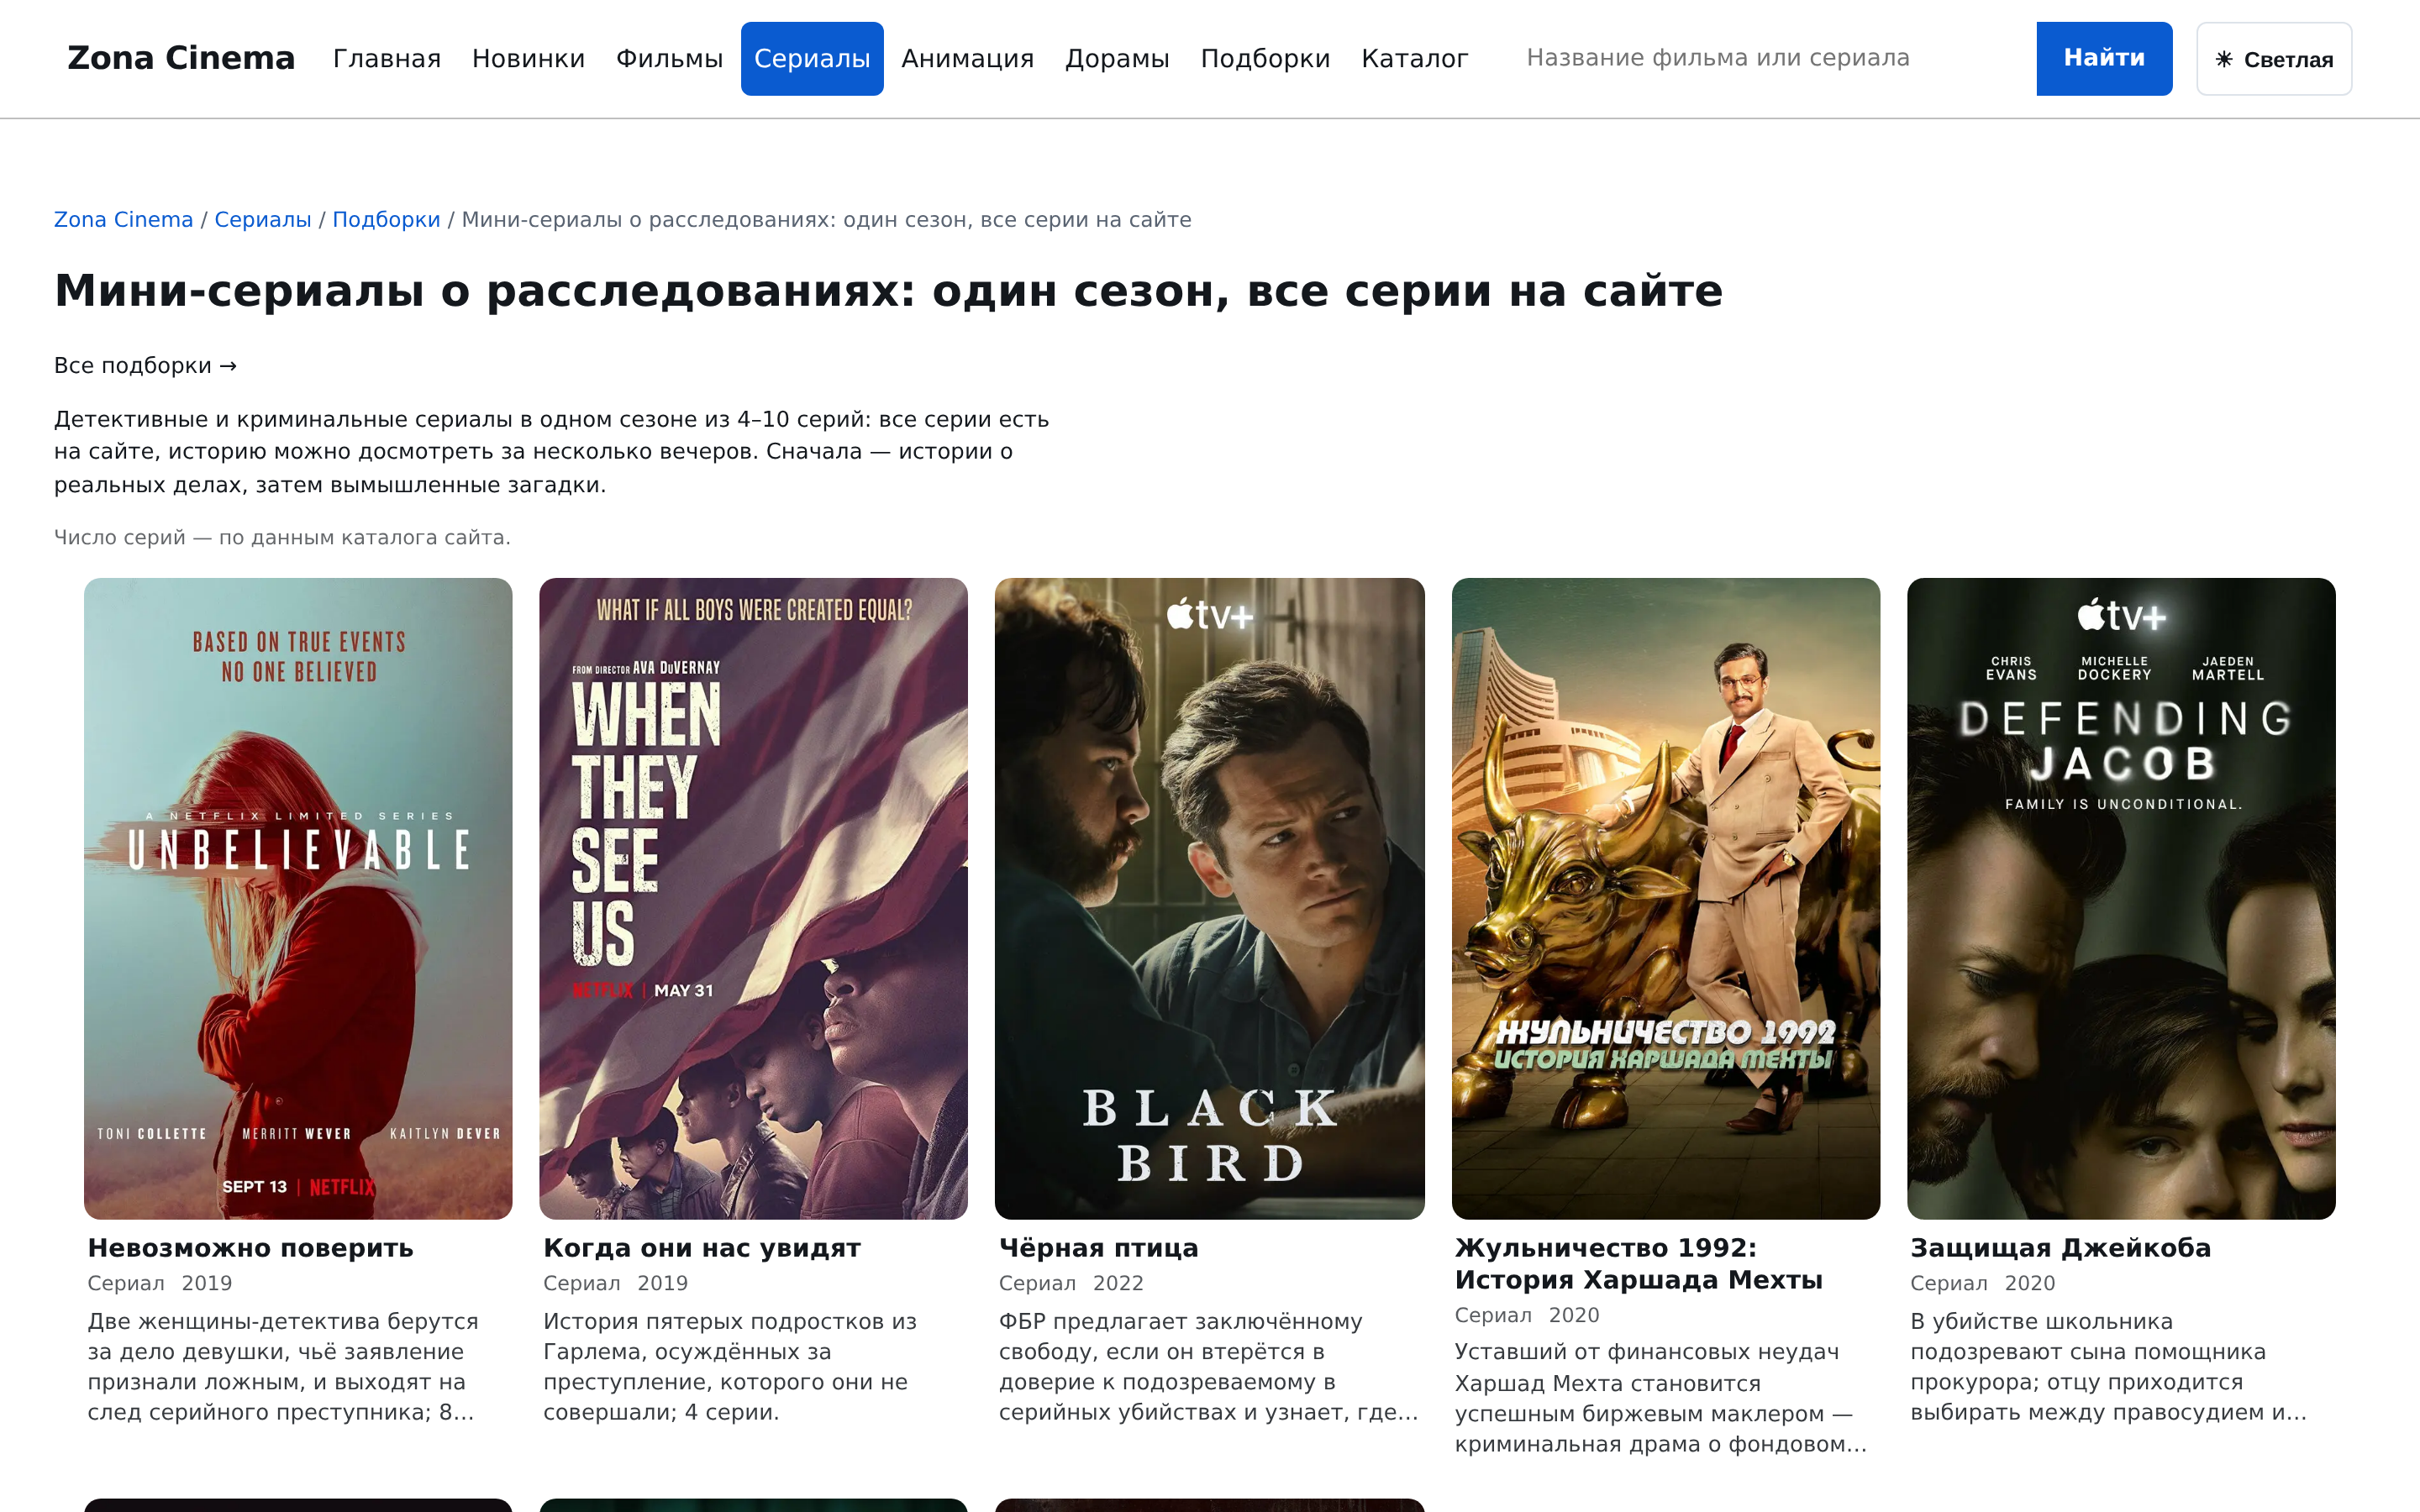 Zona Cinema
Главная
Новинки
Фильмы
Сериалы
Анимация
Дорамы
Подборки
Каталог
Название фильма или сериала
Найти
☀ Светлая
Zona Cinema / Сериалы / Подборки / Мини-сериалы о расследованиях: один сезон, все серии на сайте
Мини-сериалы о расследованиях: один сезон, все серии на сайте
Все подборки →
Детективные и криминальные сериалы в одном сезоне из 4–10 серий: все серии есть
на сайте, историю можно досмотреть за несколько вечеров. Сначала — истории о
реальных делах, затем вымышленные загадки.
Число серий — по данным каталога сайта.
BASED ON TRUE EVENTS
NO ONE BELIEVED
A NETFLIX LIMITED SERIES
UNBELIEVABLE
TONI COLLETTE MERRITT WEVER KAITLYN DEVER
SEPT 13 | NETFLIX
Невозможно поверить
Сериал 2019
Две женщины-детектива берутся
за дело девушки, чьё заявление
признали ложным, и выходят на
след серийного преступника; 8…
WHAT IF ALL BOYS WERE CREATED EQUAL?
FROM DIRECTOR AVA DuVERNAY
WHEN
THEY
SEE
US
NETFLIX | MAY 31
Когда они нас увидят
Сериал 2019
История пятерых подростков из
Гарлема, осуждённых за
преступление, которого они не
совершали; 4 серии.
tv+
BLACK
BIRD
Чёрная птица
Сериал 2022
ФБР предлагает заключённому
свободу, если он втерётся в
доверие к подозреваемому в
серийных убийствах и узнает, где…
ЖУЛЬНИЧЕСТВО 1992
ИСТОРИЯ ХАРШАДА МЕХТЫ
Жульничество 1992:
История Харшада Мехты
Сериал 2020
Уставший от финансовых неудач
Харшад Мехта становится
успешным биржевым маклером —
криминальная драма о фондовом…
tv+
CHRIS EVANS MICHELLE DOCKERY JAEDEN MARTELL
DEFENDING
JACOB
FAMILY IS UNCONDITIONAL.
Защищая Джейкоба
Сериал 2020
В убийстве школьника
подозревают сына помощника
прокурора; отцу приходится
выбирать между правосудием и…